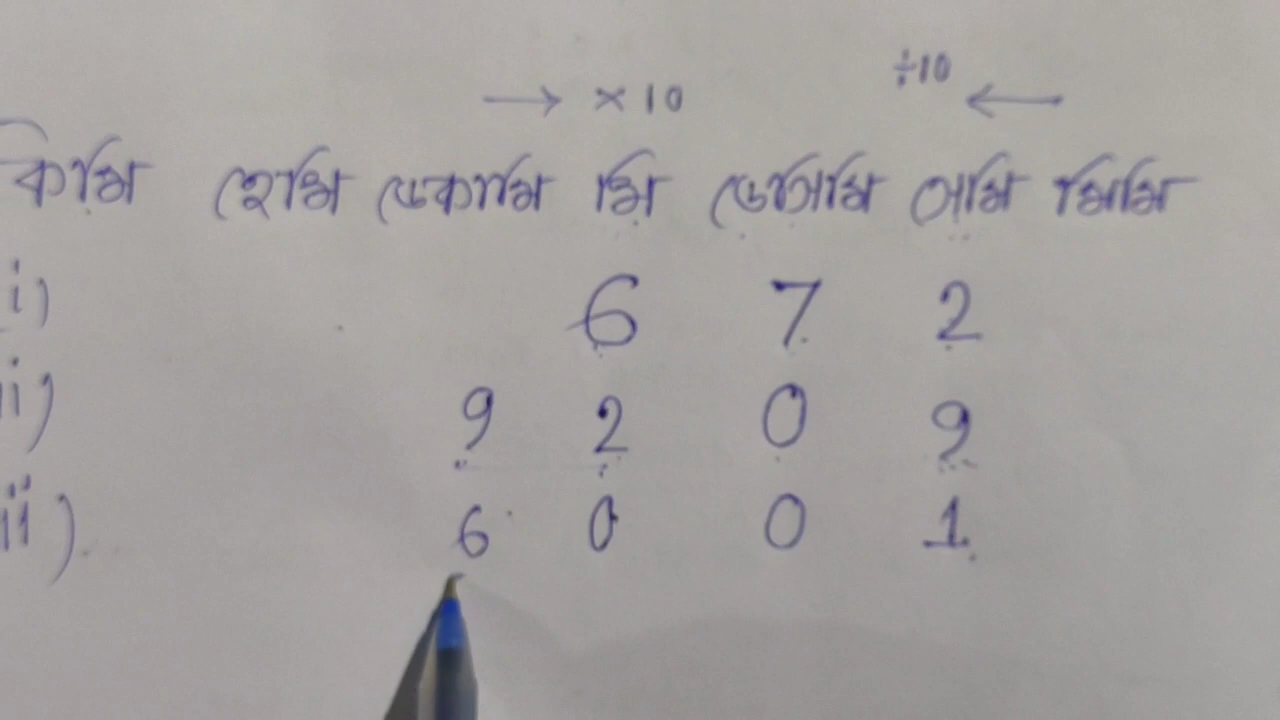 → × 10 ÷10 ←
কিমি হেমি ডেকামি মি ডেসিমি সেমি মিমি
i) 6 7 2
ii) 9 2 0 9
iii) 6 0 0 1